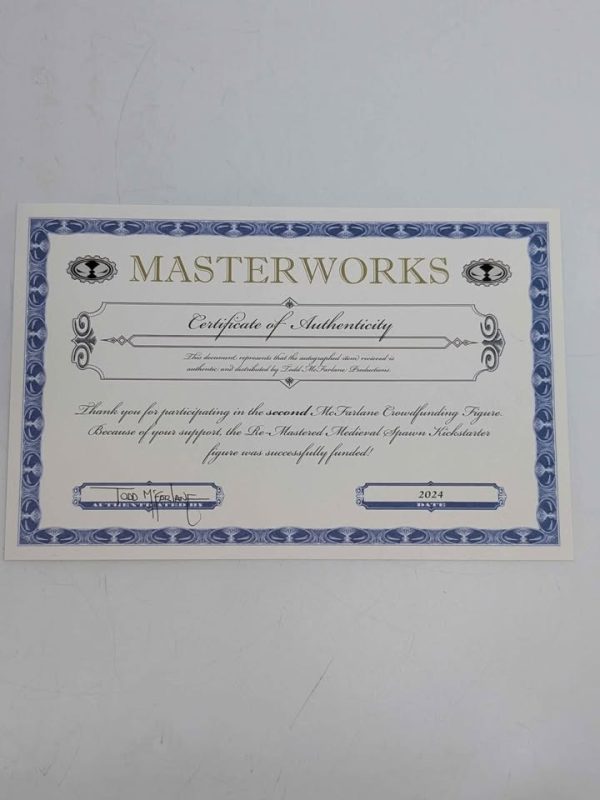 MASTERWORKS
Certificate of Authenticity
This document represents that the autographed item received is
authentic and distributed by Todd McFarlane Productions.
Thank you for participating in the second McFarlane Crowdfunding Figure.
Because of your support, the Re-Mastered Medieval Spawn Kickstarter
figure was successfully funded!
TODD McFARLANE
AUTHENTICATED BY
2024
DATE